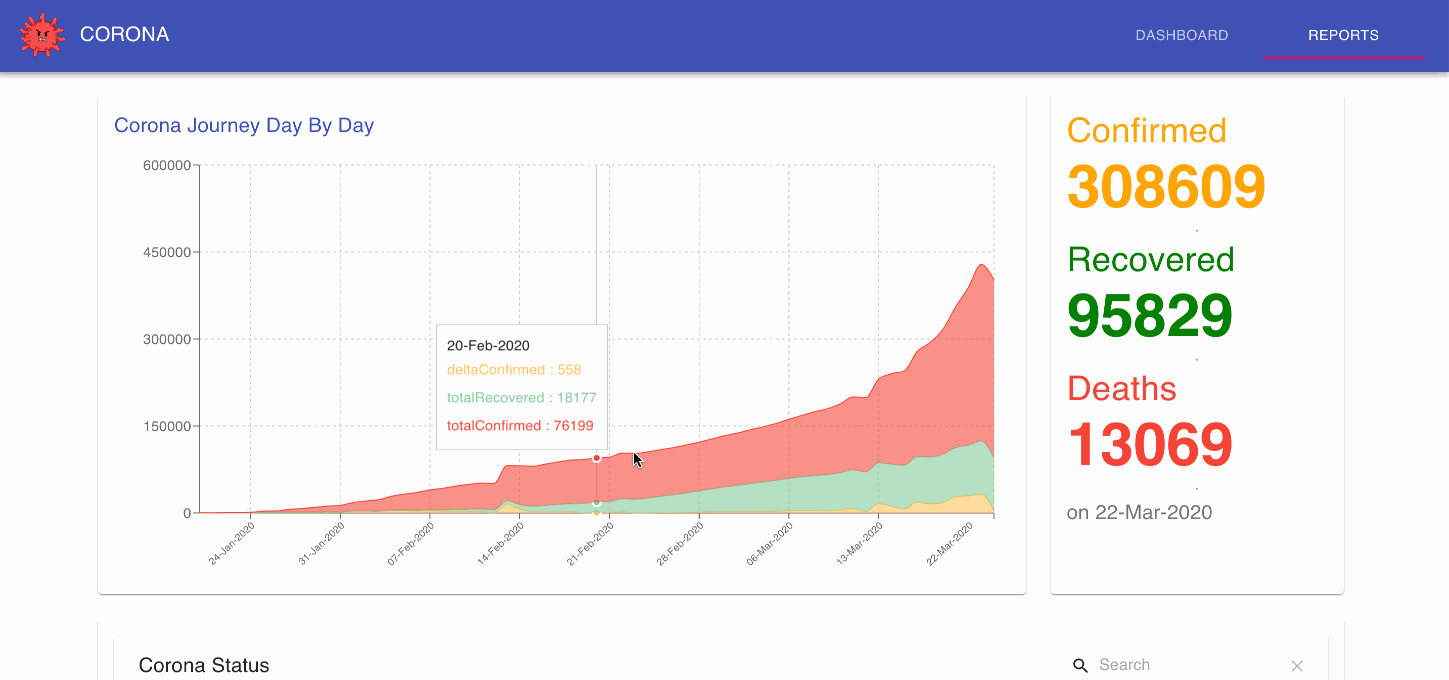 CORONA
DASHBOARD
REPORTS
Corona Journey Day By Day
600000
450000
300000
150000
0
20-Feb-2020
deltaConfirmed : 558
totalRecovered : 18177
totalConfirmed : 76199
24-Jan-2020
31-Jan-2020
07-Feb-2020
14-Feb-2020
21-Feb-2020
28-Feb-2020
06-Mar-2020
13-Mar-2020
22-Mar-2020
Confirmed
308609
.
Recovered
95829
.
Deaths
13069
.
on 22-Mar-2020
Corona Status
Search